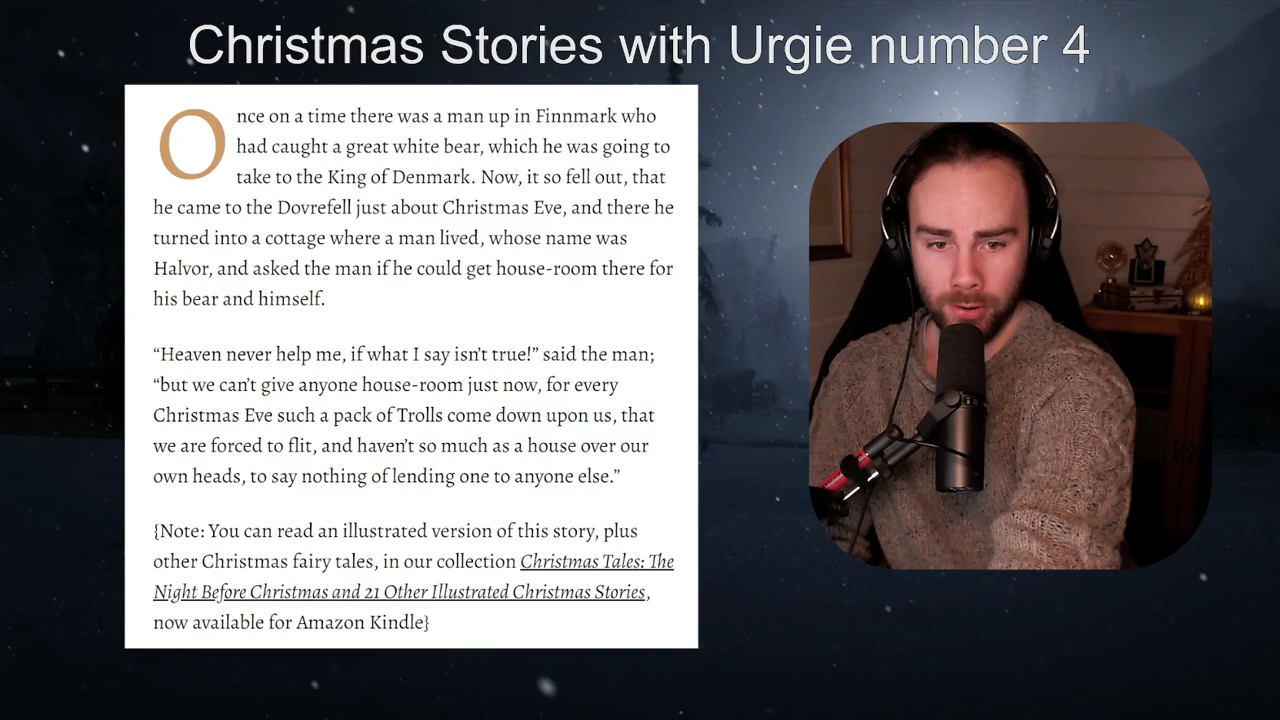 Christmas Stories with Urgie number 4
Once on a time there was a man up in Finnmark who
had caught a great white bear, which he was going to
take to the King of Denmark. Now, it so fell out, that
he came to the Dovrefell just about Christmas Eve, and there he
turned into a cottage where a man lived, whose name was
Halvor, and asked the man if he could get house-room there for
his bear and himself.
“Heaven never help me, if what I say isn’t true!” said the man;
“but we can’t give anyone house-room just now, for every
Christmas Eve such a pack of Trolls come down upon us, that
we are forced to flit, and haven’t so much as a house over our
own heads, to say nothing of lending one to anyone else.”
{Note: You can read an illustrated version of this story, plus
other Christmas fairy tales, in our collection Christmas Tales: The
Night Before Christmas and 21 Other Illustrated Christmas Stories,
now available for Amazon Kindle}